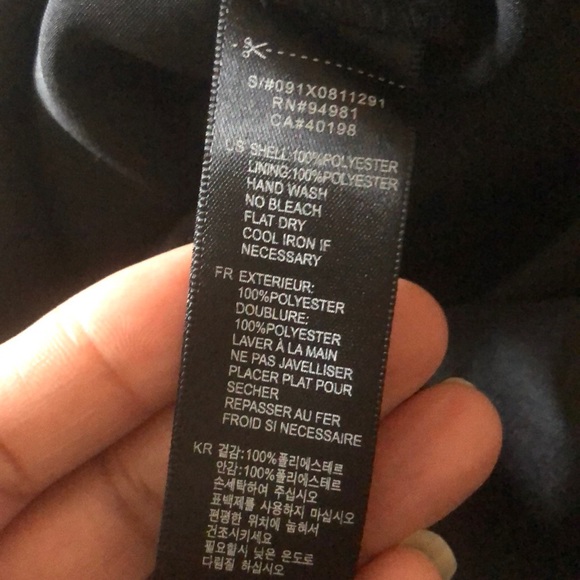 S/#091X0811291
RN#94981
CA#40198
US SHELL:100%POLYESTER
LINING:100%POLYESTER
HAND WASH
NO BLEACH
FLAT DRY
COOL IRON IF
NECESSARY
FR EXTERIEUR:
100%POLYESTER
DOUBLURE:
100%POLYESTER
LAVER À LA MAIN
NE PAS JAVELLISER
PLACER PLAT POUR
SECHER
REPASSER AU FER
FROID SI NECESSAIRE
KR 겉감:100%폴리에스테르
안감:100%폴리에스테르
손세탁하여 주십시오
표백제를 사용하지 마십시오
편평한 위치에 눕혀서
건조시키세요
필요할시 낮은 온도로
다림질 하십시오